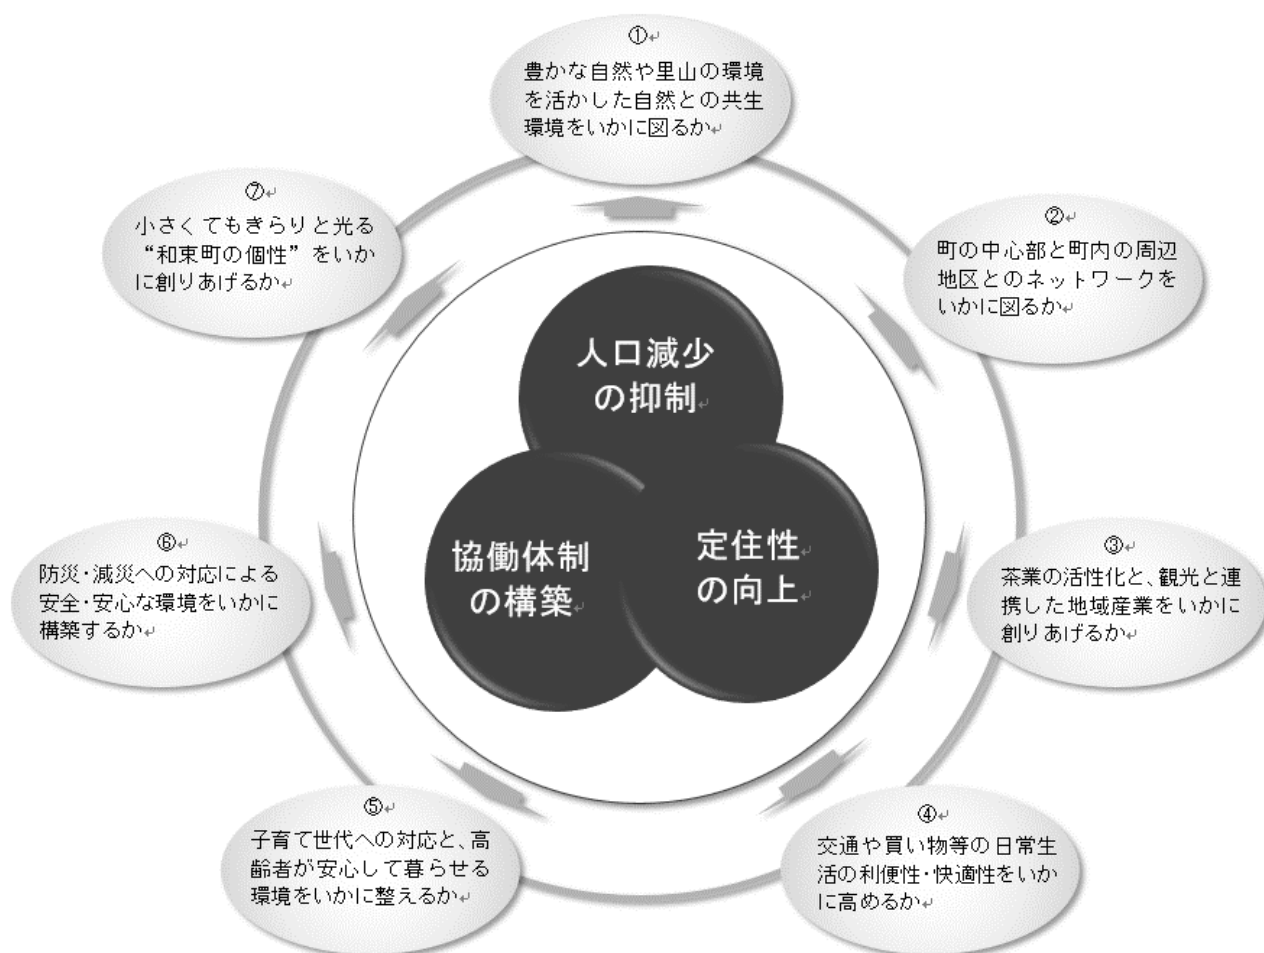 ①
豊かな自然や里山の環境
を活かした自然との共生
環境をいかに図るか
②
町の中心部と町内の周辺
地区とのネットワークを
いかに図るか
③
茶業の活性化と、観光と連
携した地域産業をいかに
創りあげるか
④
交通や買い物等の日常生
活の利便性・快適性をいか
に高めるか
⑤
子育て世代への対応と、高
齢者が安心して暮らせる
環境をいかに整えるか
⑥
防災・減災への対応による
安全・安心な環境をいかに
構築するか
⑦
小さくてもきらりと光る
“和束町の個性”をいか
に創りあげるか
人口減少
の抑制
協働体制
の構築
定住性
の向上